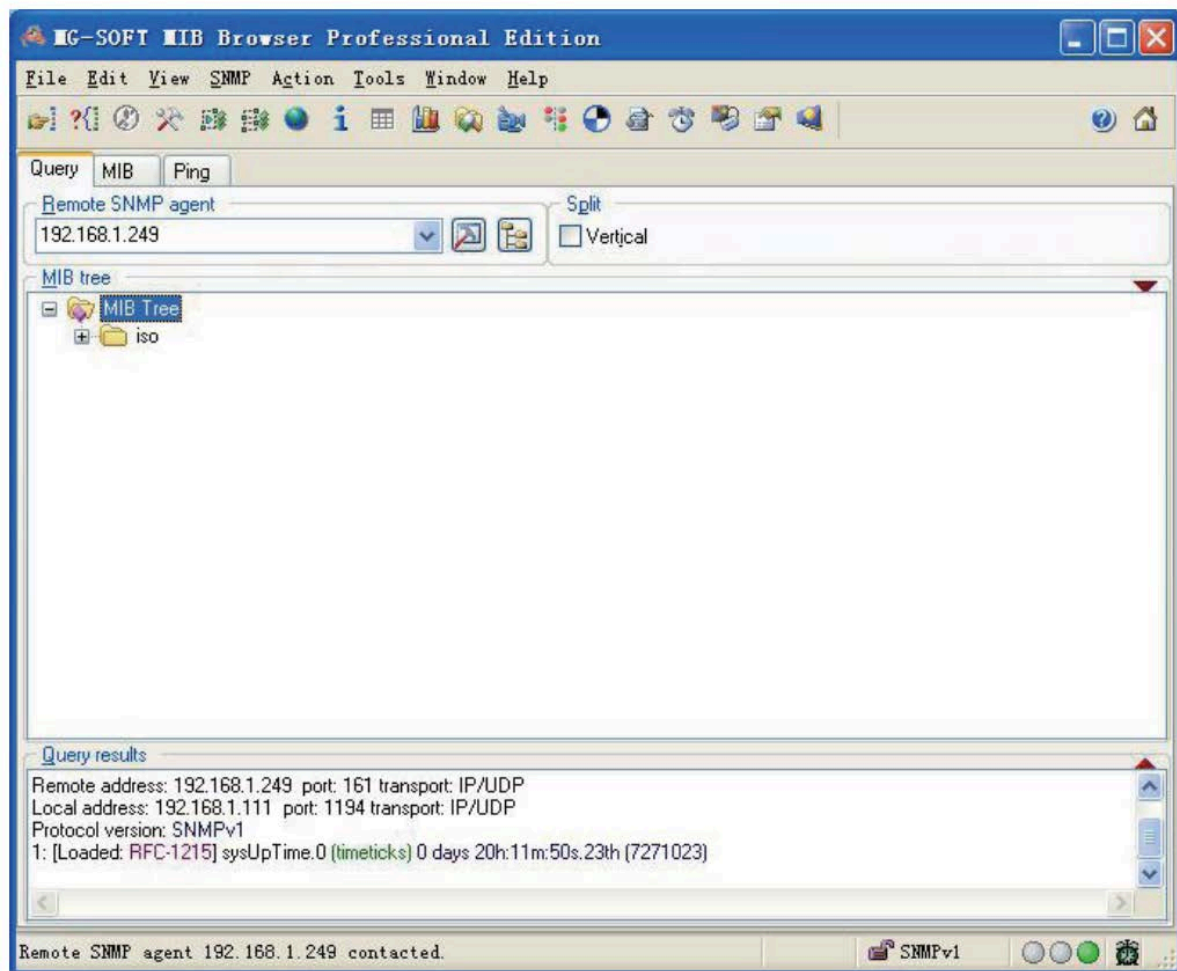 MG-SOFT MIB Browser Professional Edition
File Edit View SNMP Action Tools Window Help
Query MIB Ping
Remote SNMP agent
Split
192.168.1.249
Vertical
MIB tree
MIB Tree
iso
Query results
Remote address: 192.168.1.249 port: 161 transport: IP/UDP
Local address: 192.168.1.111 port: 1194 transport: IP/UDP
Protocol version: SNMPv1
1: [Loaded: RFC-1215] sysUpTime.0 (timeticks) 0 days 20h:11m:50s.23th (7271023)
Remote SNMP agent 192.168.1.249 contacted.
SNMPv1